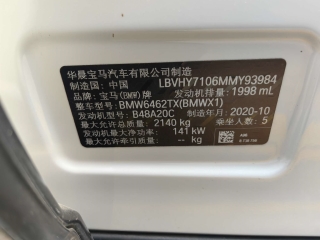 华晨宝马汽车有限公司制造
制造国：中国 LBVHY7106MMY93984
品牌：宝马(BMW)牌 发动机排量：1998 mL
整车型号：BMW6462TX(BMWX1)
发动机型号：B48A20C 制造年月：2020-10
最大允许总质量：2140 kg 乘坐人数：5
发动机最大净功率：141 kW
最大允许牵引质量：-- kg